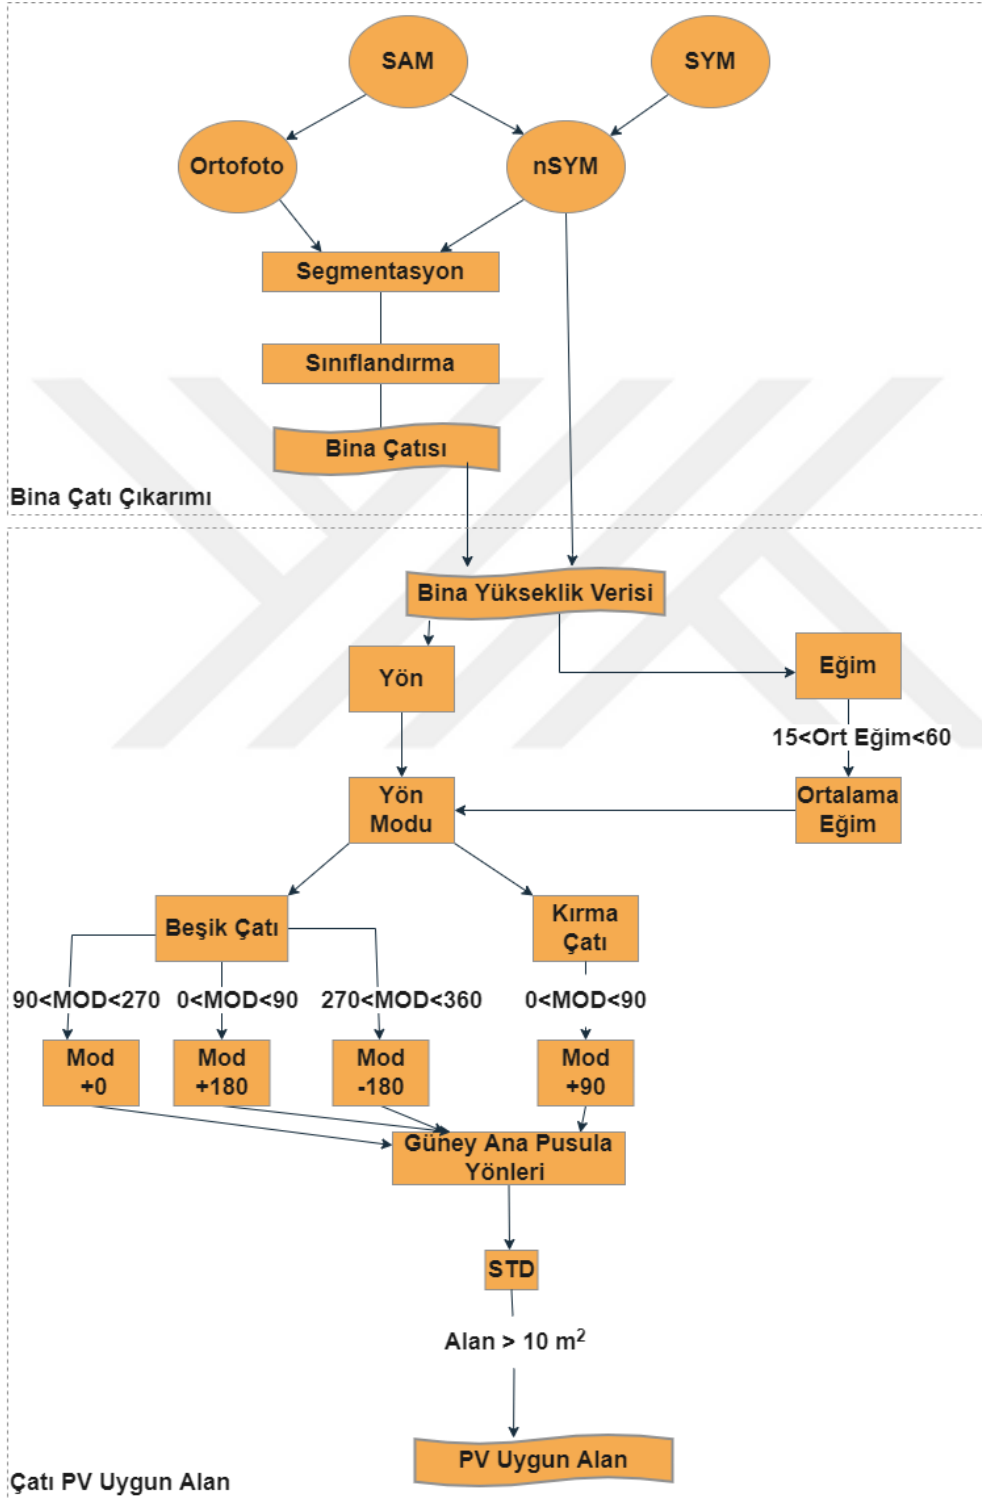 SAM
SYM
Ortofoto
nSYM
Segmentasyon
Sınıflandırma
Bina Çatısı
Bina Çatı Çıkarımı
Bina Yükseklik Verisi
Yön
Eğim
15<Ort Eğim<60
Yön
Modu
Ortalama
Eğim
Beşik Çatı
Kırma
Çatı
90<MOD<270
0<MOD<90
270<MOD<360
0<MOD<90
Mod
+0
Mod
+180
Mod
-180
Mod
+90
Güney Ana Pusula
Yönleri
STD
Alan > 10 m²
PV Uygun Alan
Çatı PV Uygun Alan